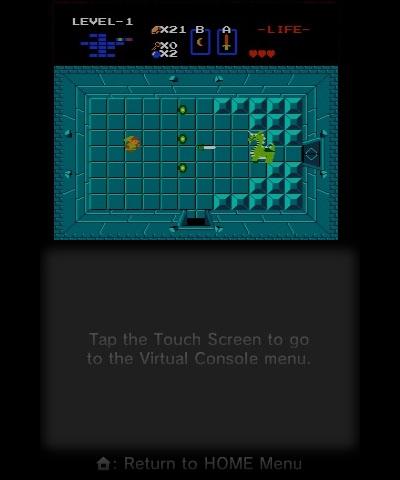 LEVEL-1
X21
B
A
-LIFE-
X0
X2
Tap the Touch Screen to go
to the Virtual Console menu.
: Return to HOME Menu